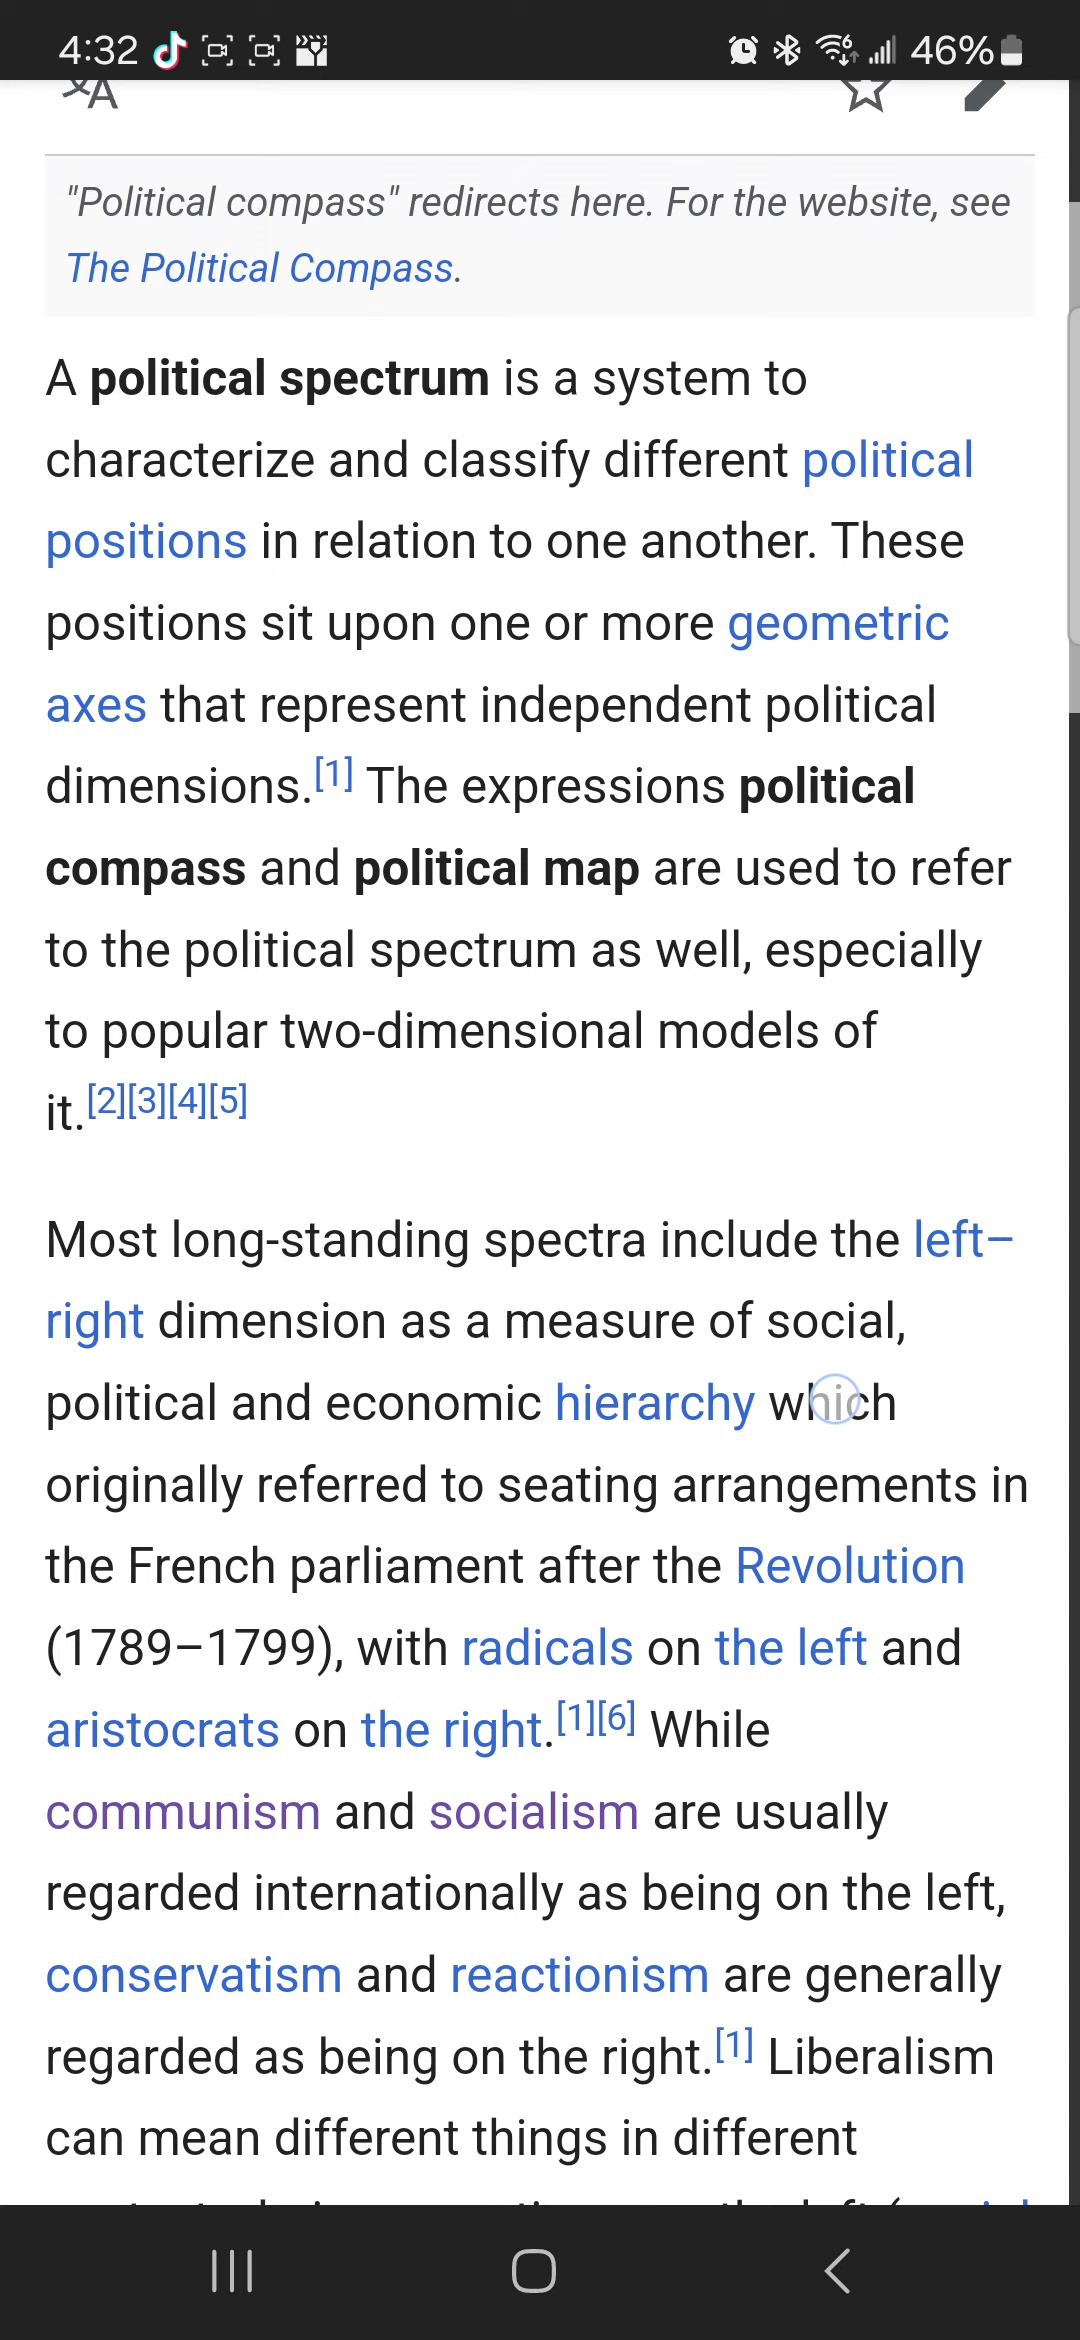 4:32 46%
"Political compass" redirects here. For the website, see
The Political Compass.
A political spectrum is a system to
characterize and classify different political
positions in relation to one another. These
positions sit upon one or more geometric
axes that represent independent political
dimensions.[1] The expressions political
compass and political map are used to refer
to the political spectrum as well, especially
to popular two-dimensional models of
it.[2][3][4][5]
Most long-standing spectra include the left–
right dimension as a measure of social,
political and economic hierarchy which
originally referred to seating arrangements in
the French parliament after the Revolution
(1789–1799), with radicals on the left and
aristocrats on the right.[1][6] While
communism and socialism are usually
regarded internationally as being on the left,
conservatism and reactionism are generally
regarded as being on the right.[1] Liberalism
can mean different things in different